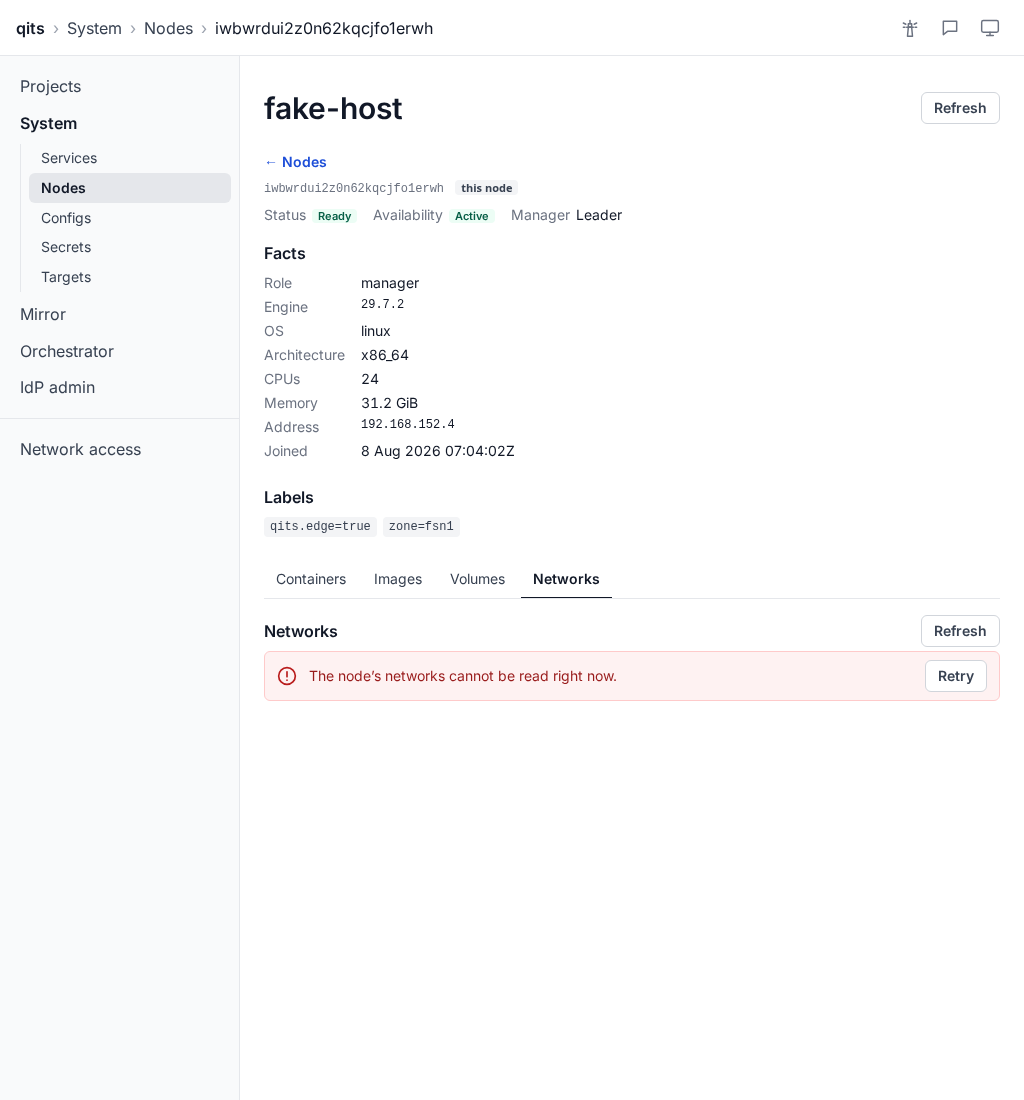 qits › System › Nodes › iwbwrdui2z0n62kqcjfo1erwh
Projects
System
Services
Nodes
Configs
Secrets
Targets
Mirror
Orchestrator
IdP admin
Network access
fake-host
Refresh
← Nodes
iwbwrdui2z0n62kqcjfo1erwh this node
Status Ready Availability Active Manager Leader
Facts
Role manager
Engine 29.7.2
OS linux
Architecture x86_64
CPUs 24
Memory 31.2 GiB
Address 192.168.152.4
Joined 8 Aug 2026 07:04:02Z
Labels
qits.edge=true zone=fsn1
Containers Images Volumes Networks
Networks Refresh
The node’s networks cannot be read right now. Retry